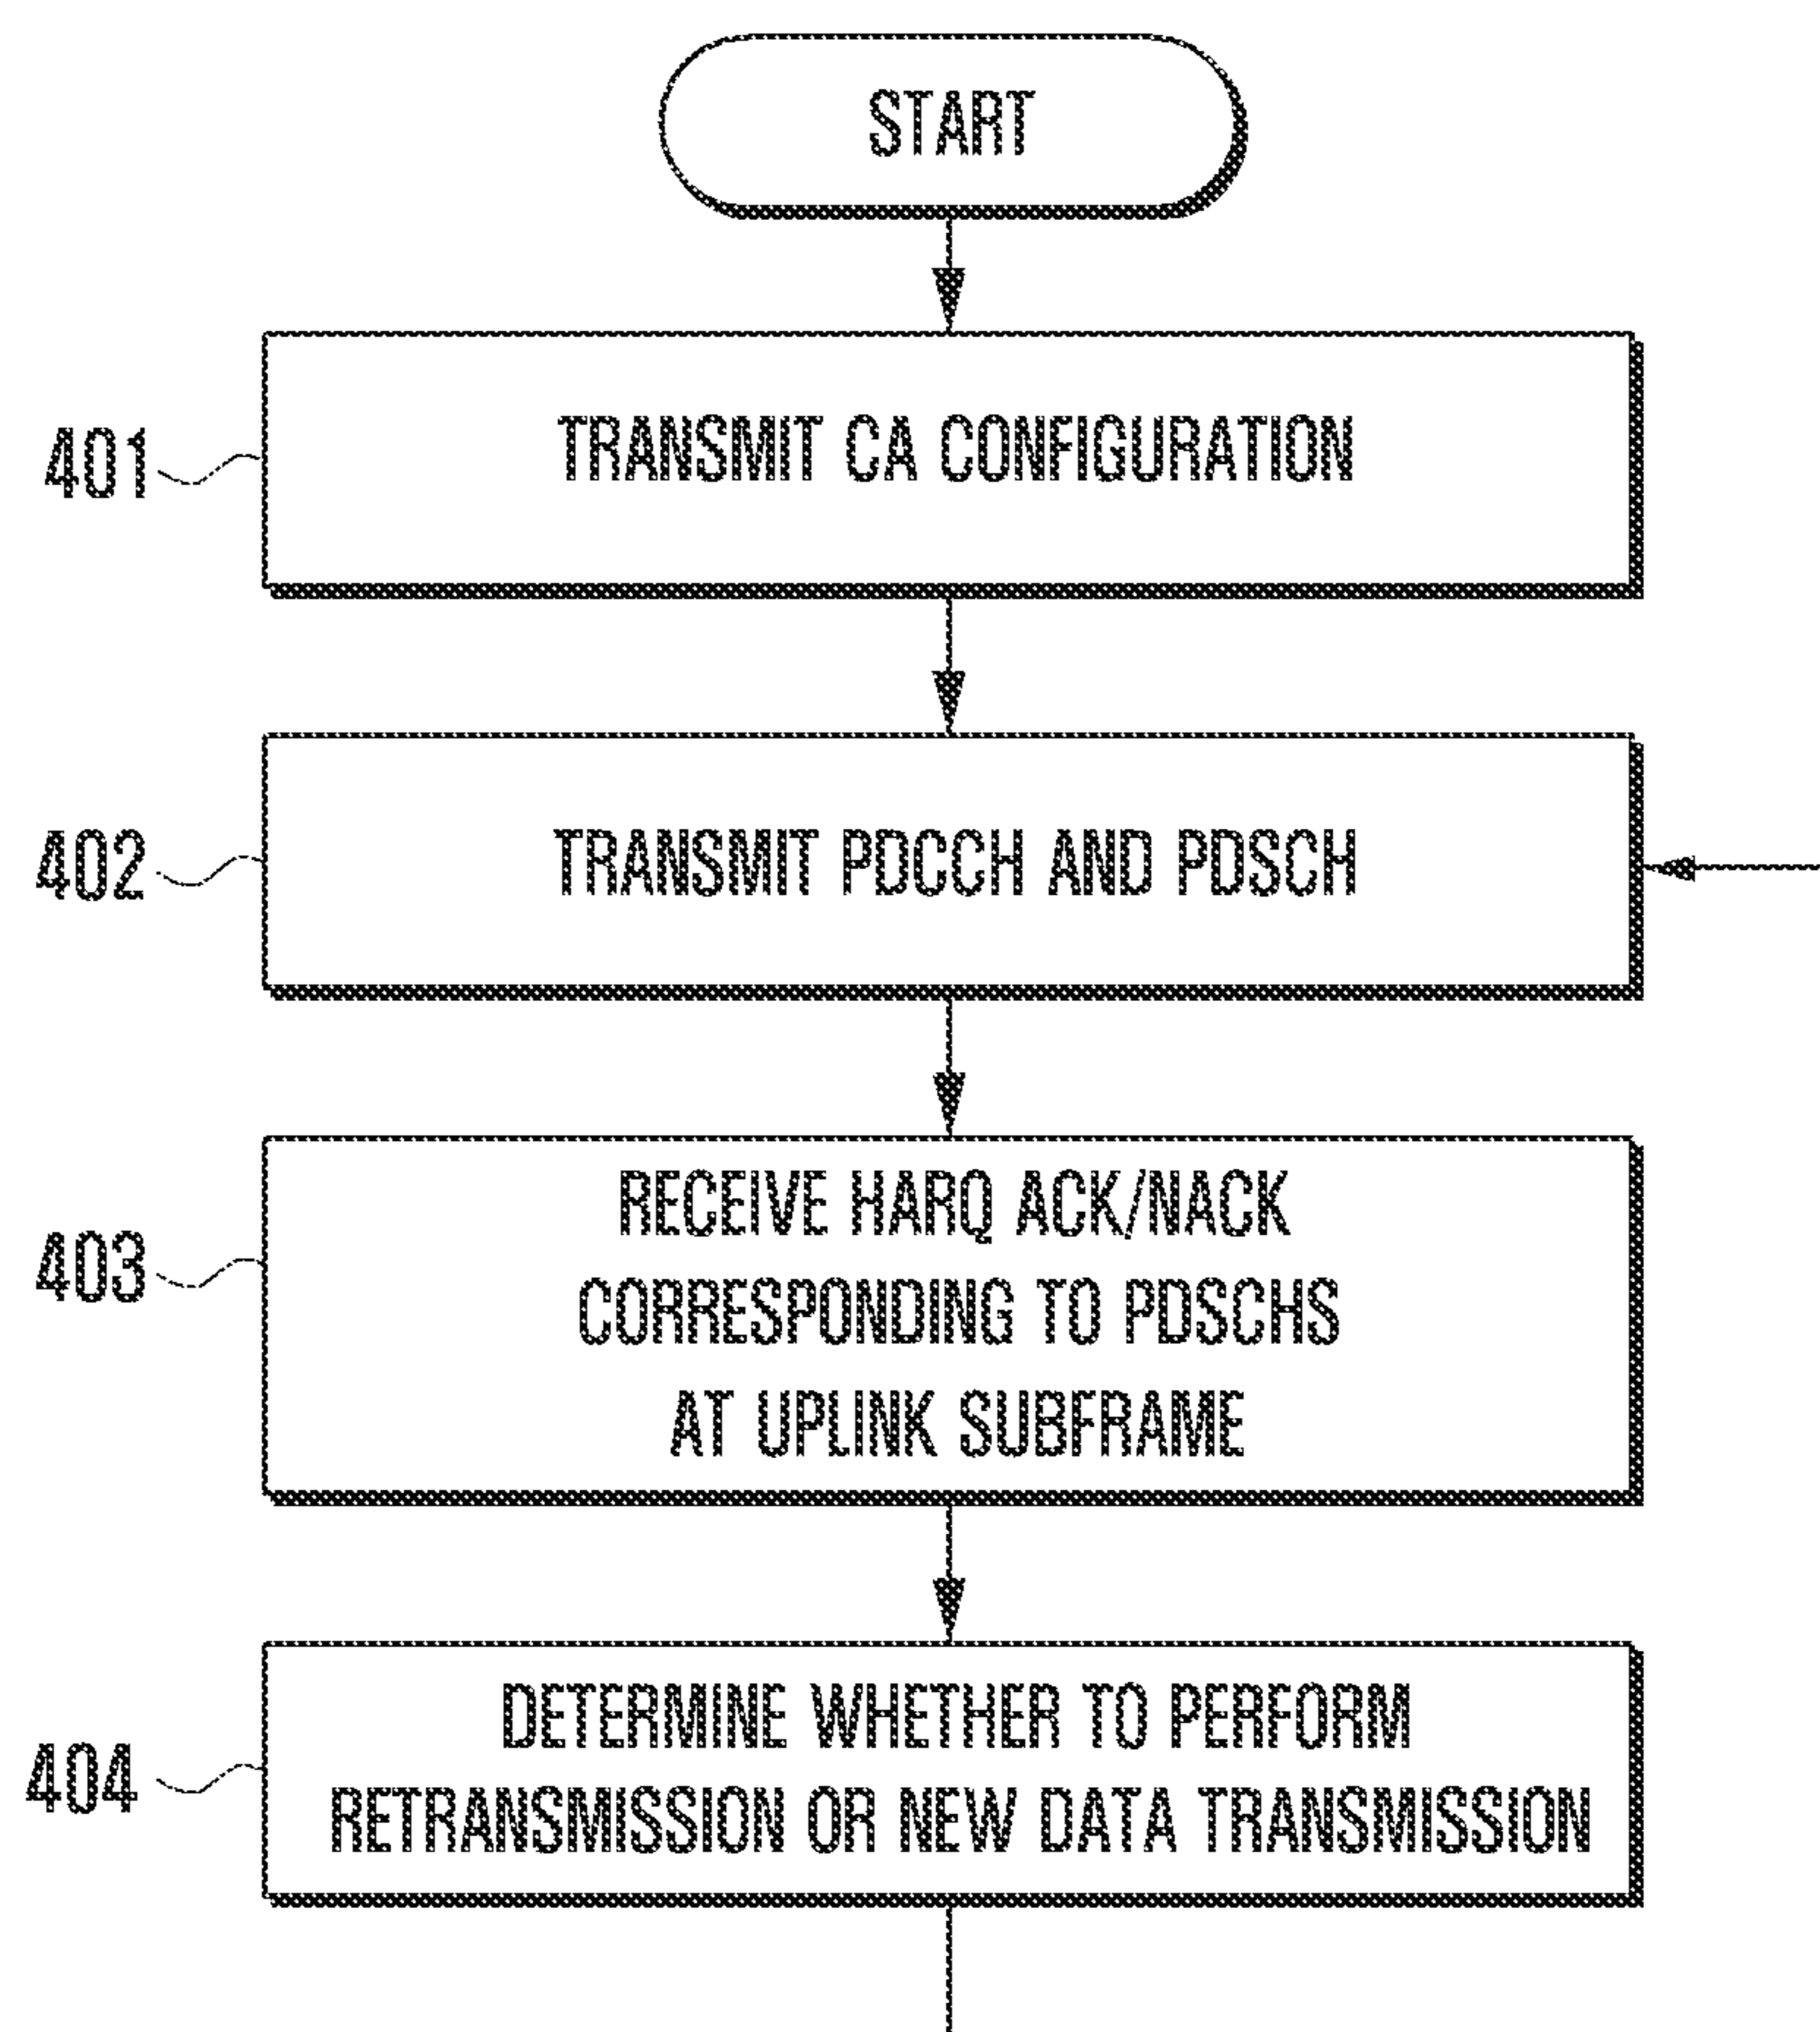 START
401
TRANSMIT CA CONFIGURATION
402
TRANSMIT PDCCH AND PDSCH
403
RECEIVE HARQ ACK/NACK
CORRESPONDING TO PDSCHS
AT UPLINK SUBFRAME
404
DETERMINE WHETHER TO PERFORM
RETRANSMISSION OR NEW DATA TRANSMISSION